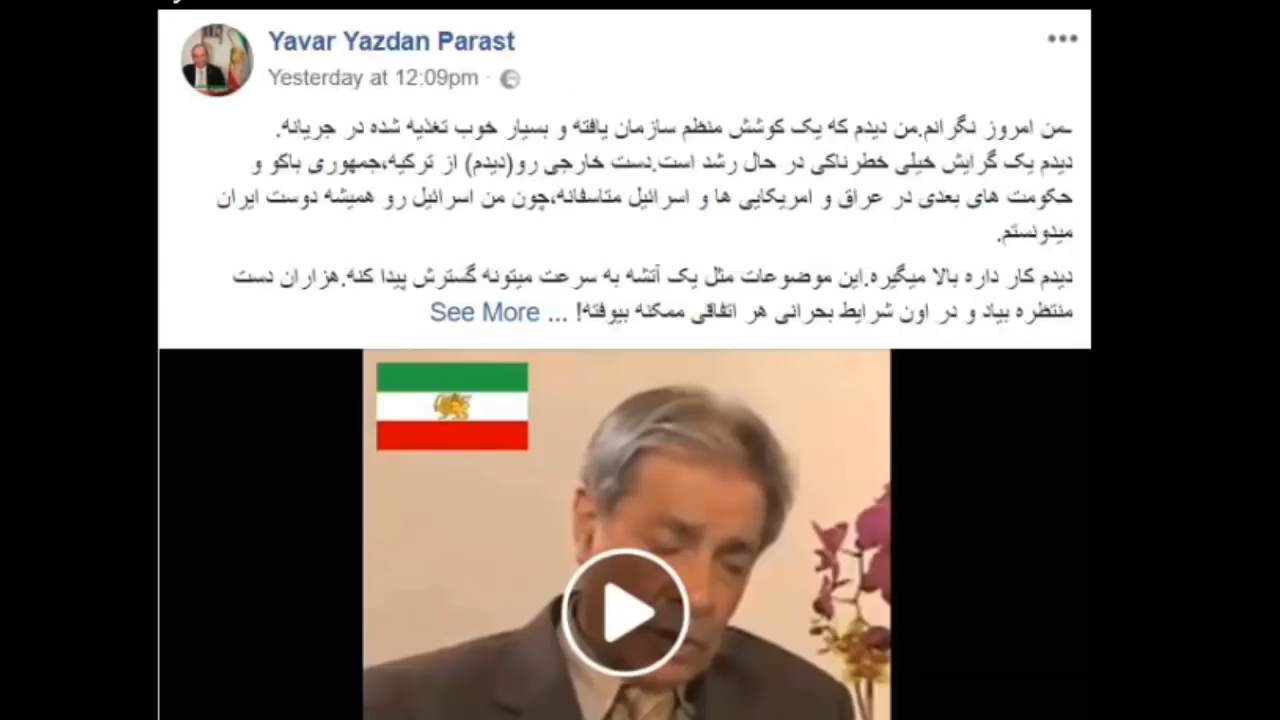 Yavar Yazdan Parast
Yesterday at 12:09pm ·
-من امروز نگرانم.من دیدم که یک کوشش منظم سازمان یافته و بسیار خوب تغذیه شده در جریانه.
دیدم یک گرایش خیلی خطرناکی در حال رشد است.دست خارجی رو(دیدم) از ترکیه،جمهوری باکو و
حکومت های بعدی در عراق و امریکایی ها و اسرائیل متاسفانه،چون من اسرائیل رو همیشه دوست ایران
میدونستم.
دیدم کار داره بالا میگیره.این موضوعات مثل یک آتشه به سرعت میتونه گسترش پیدا کنه.هزاران دست
منتظره بیاد و در اون شرایط بحرانی هر اتفاقی ممکنه بیوفته! ... See More